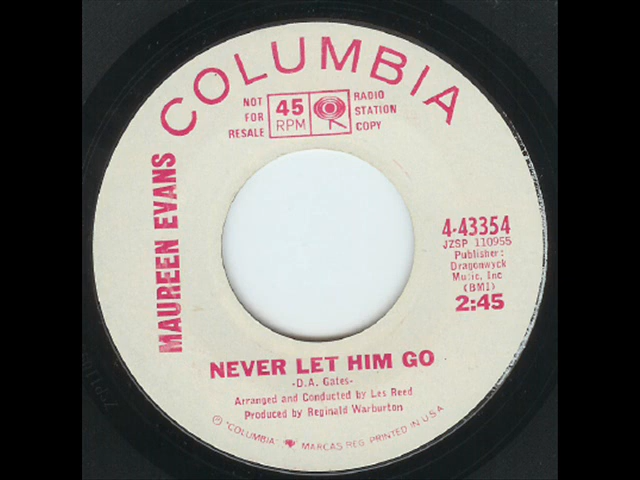 COLUMBIA
NOT
FOR
RESALE
45
RPM
RADIO
STATION
COPY
MAUREEN EVANS
4-43354
JZSP 110955
Publisher:
Dragonwyck
Music, Inc
(BMI)
2:45
NEVER LET HIM GO
-D.A. Gates-
Arranged and Conducted by Les Reed
Produced by Reginald Warburton
℗ "COLUMBIA" MARCAS REG. PRINTED IN U.S.A.